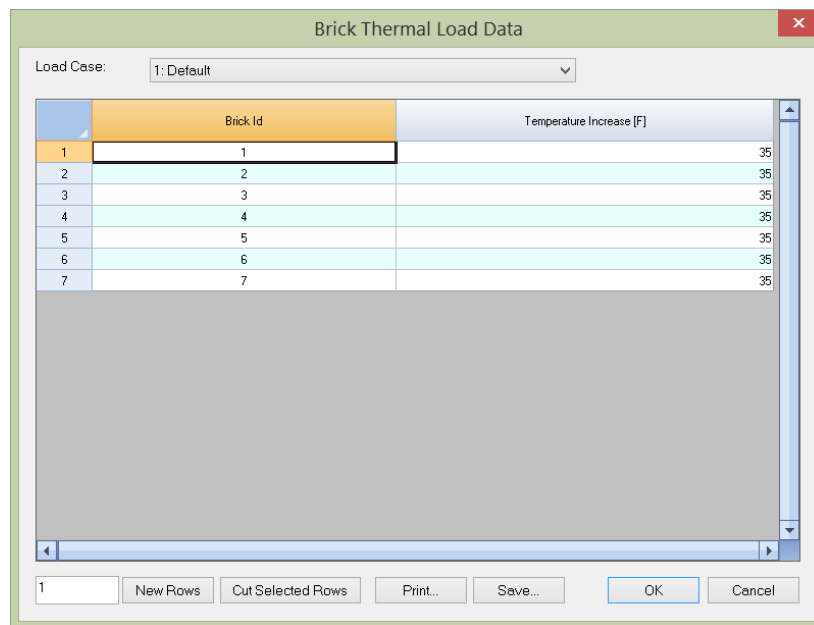 Brick Thermal Load Data
Load Case: 1: Default
Brick Id Temperature Increase [F]
1 1 35
2 2 35
3 3 35
4 4 35
5 5 35
6 6 35
7 7 35
1 New Rows Cut Selected Rows Print... Save... OK Cancel